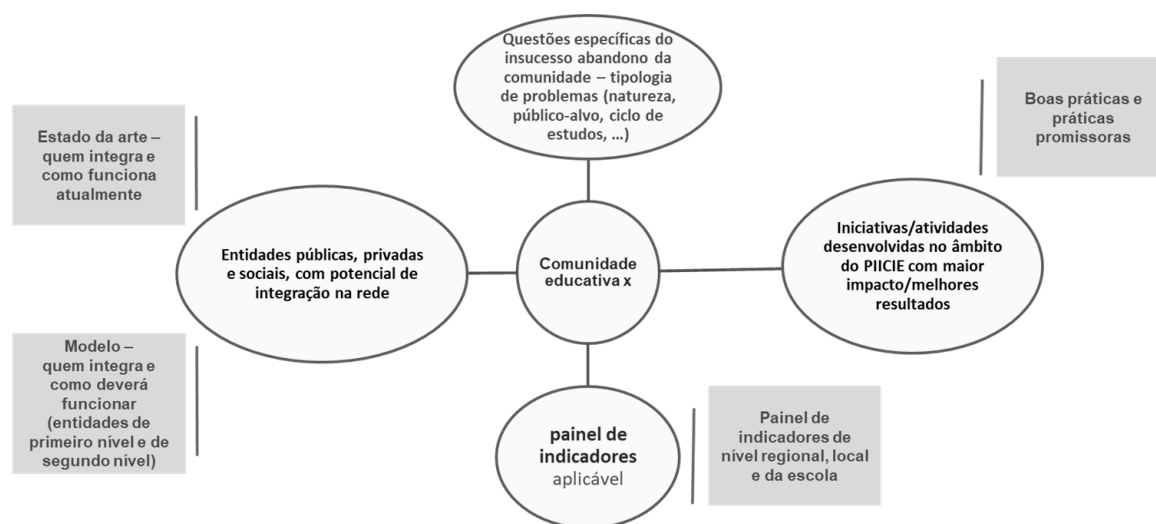 Questões específicas do
insucesso abandono da
comunidade – tipologia
de problemas (natureza,
público-alvo, ciclo de
estudos, ...)
Boas práticas e
práticas
promissoras
Estado da arte –
quem integra e
como funciona
atualmente
Entidades públicas, privadas
e sociais, com potencial de
integração na rede
Comunidade
educativa x
Iniciativas/atividades
desenvolvidas no âmbito
do PIICIE com maior
impacto/melhores
resultados
Modelo –
quem integra e
como deverá
funcionar
(entidades de
primeiro nível e de
segundo nível)
painel de
indicadores
aplicável
Painel de
indicadores de
nível regional, local
e da escola